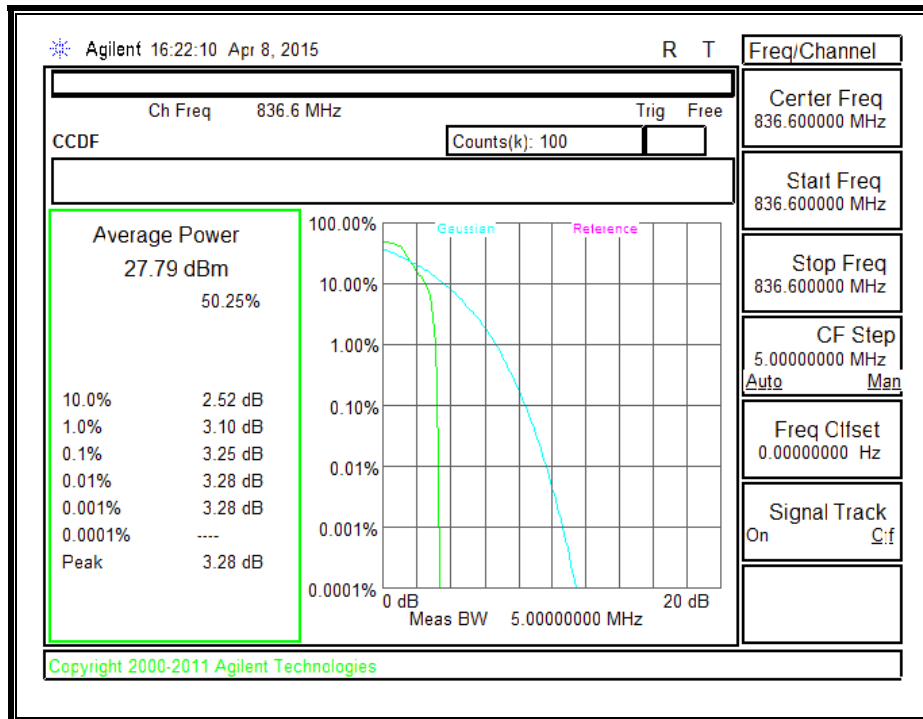 Agilent 16:22:10 Apr 8, 2015 R T
Ch Freq 836.6 MHz Trig Free
CCDF Counts(k): 100
Average Power
27.79 dBm
50.25%
10.0% 2.52 dB
1.0% 3.10 dB
0.1% 3.25 dB
0.01% 3.28 dB
0.001% 3.28 dB
0.0001% ----
Peak 3.28 dB
Gaussian Reference
100.00%
10.00%
1.00%
0.10%
0.01%
0.001%
0.0001%
0 dB 20 dB
Meas BW 5.00000000 MHz
Freq/Channel
Center Freq
836.600000 MHz
Start Freq
836.600000 MHz
Stop Freq
836.600000 MHz
CF Step
5.00000000 MHz
Auto Man
Freq Offset
0.00000000 Hz
Signal Track
On Off
Copyright 2000-2011 Agilent Technologies